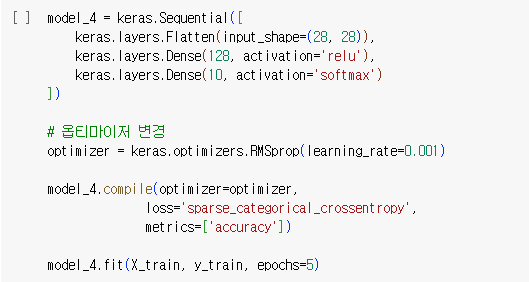 [ ] model_4 = keras.Sequential([
keras.layers.Flatten(input_shape=(28, 28)),
keras.layers.Dense(128, activation='relu'),
keras.layers.Dense(10, activation='softmax')
])
# 옵티마이저 변경
optimizer = keras.optimizers.RMSprop(learning_rate=0.001)
model_4.compile(optimizer=optimizer,
loss='sparse_categorical_crossentropy',
metrics=['accuracy'])
model_4.fit(X_train, y_train, epochs=5)